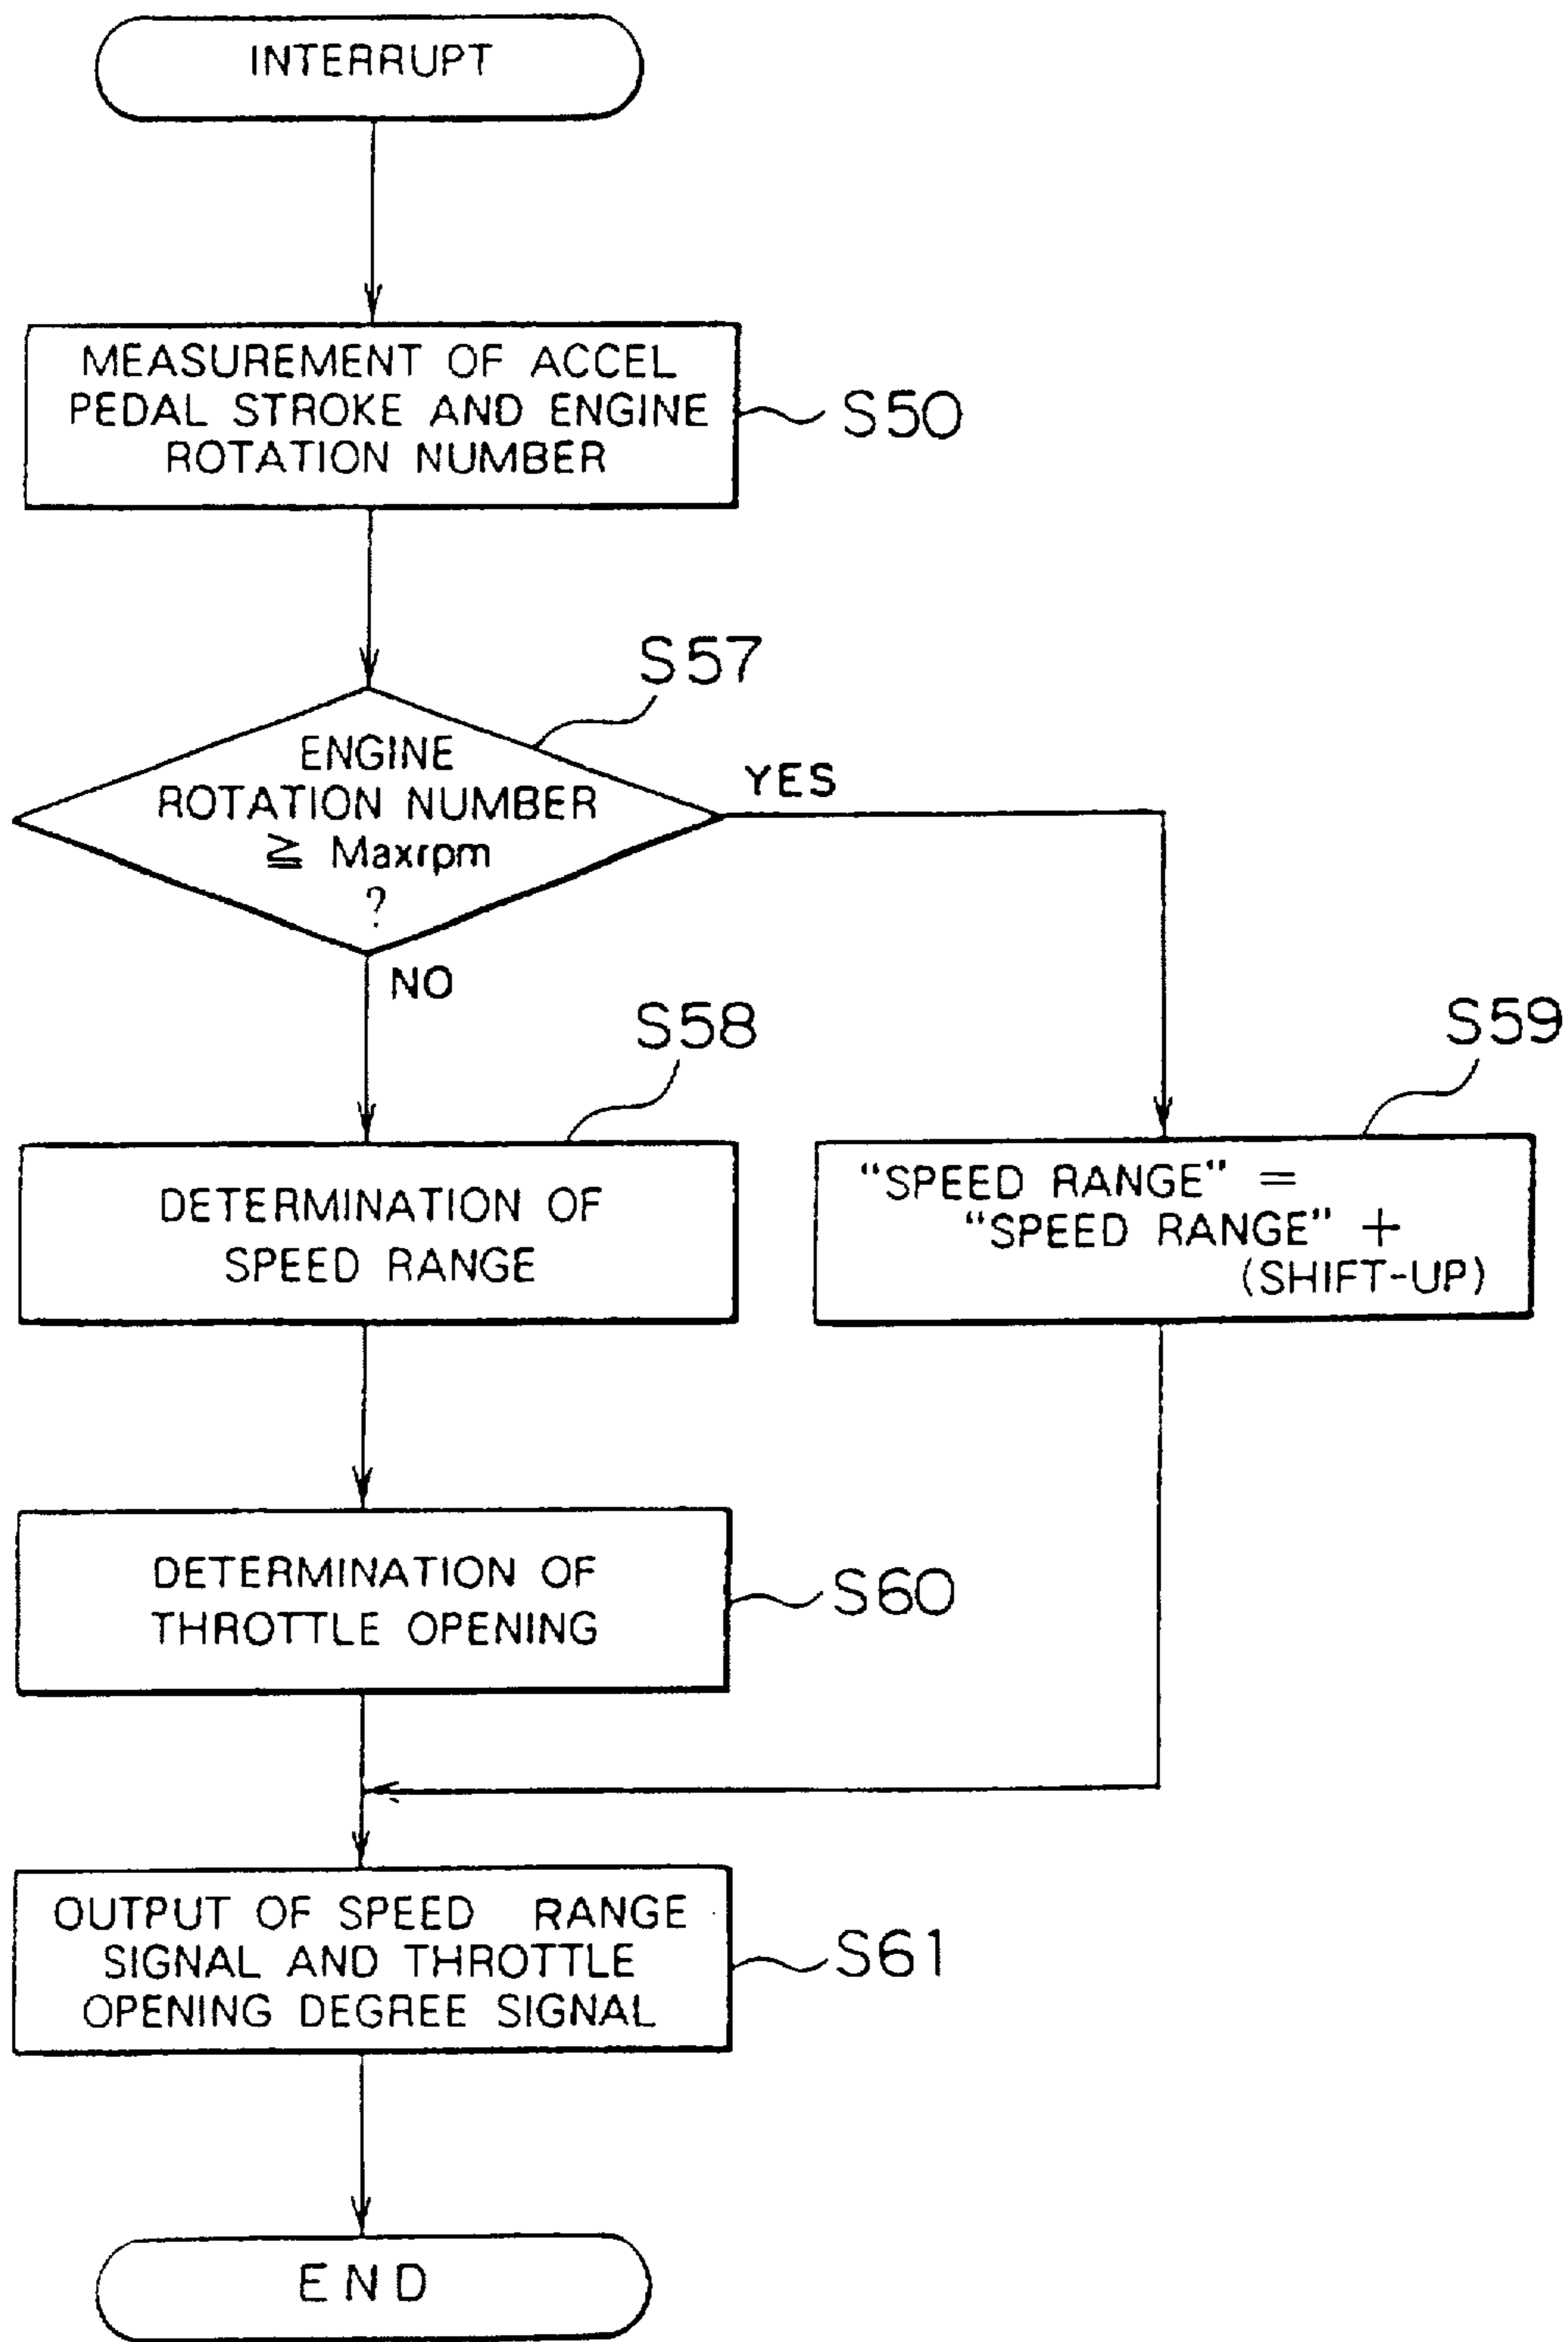 INTERRUPT
MEASUREMENT OF ACCEL
PEDAL STROKE AND ENGINE
ROTATION NUMBER
S50
S57
ENGINE
ROTATION NUMBER
≧ Maxrpm
?
YES
NO
S58
S59
DETERMINATION OF
SPEED RANGE
"SPEED RANGE" =
"SPEED RANGE" +
(SHIFT-UP)
DETERMINATION OF
THROTTLE OPENING
S60
OUTPUT OF SPEED RANGE
SIGNAL AND THROTTLE
OPENING DEGREE SIGNAL
S61
END